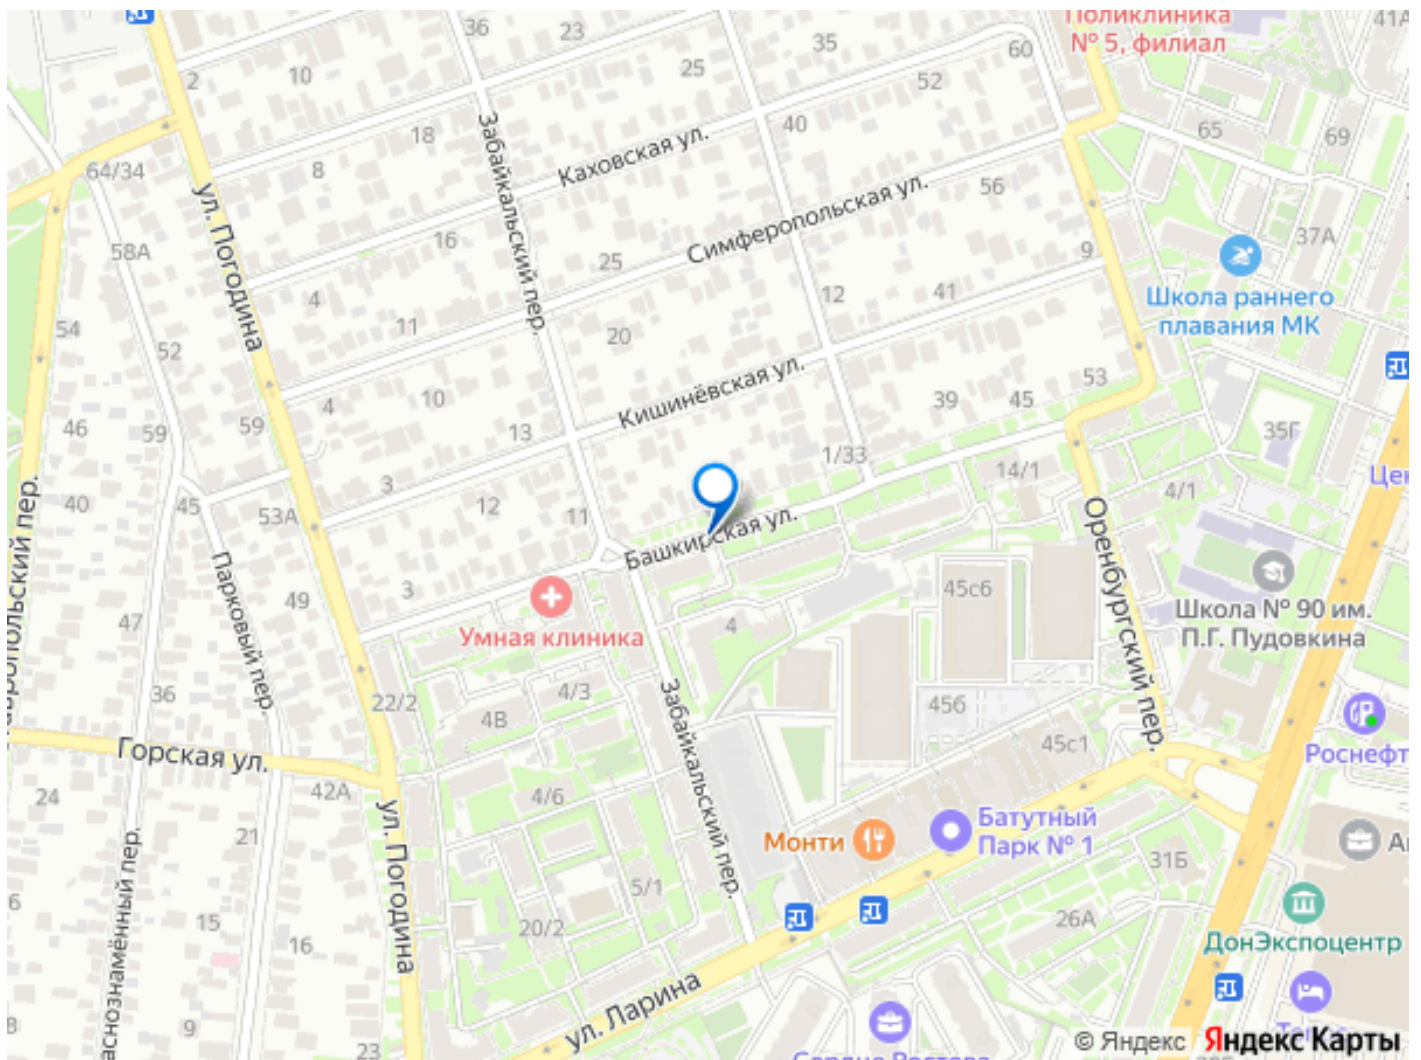 36
23
35
Поликлиника
№ 5, филиал
41А
2
10
25
60
52
18
40
65
69
64/34
8
Каховская ул.
Забайкальский пер.
ул. Погодина
56
58А
16
Симферопольская ул.
37А
9
25
4
12
41
Школа раннего
плавания МК
54
11
20
52
Кишинёвская ул.
53
4
10
39
45
46
59
59
13
1/33
35Г
40
45
3
12
14/1
4/1
53А
11
Башкирская ул.
Оренбургский пер.
Парковый пер.
3
49
45с6
Умная клиника
4
Школа № 90 им.
П.Г. Пудовкина
47
36
22/2
4/3
Забайкальский пер.
456
4В
45с1
Горская ул.
Роснефт
24
42А
4/6
ул. Погодина
21
Монти
Батутный
Парк № 1
31Б
5/1
15
16
20/2
26А
ДонЭкспоцентр
9
23
ул. Ларина
© Яндекс
Яндекс Карты